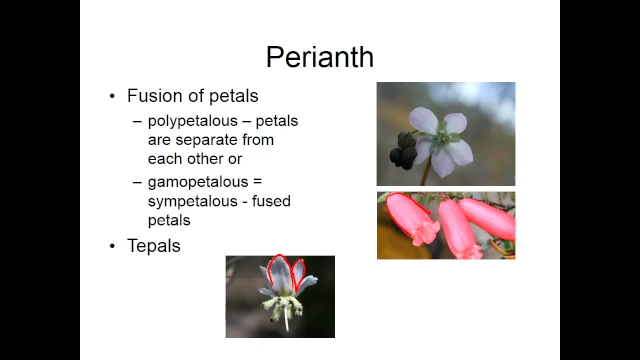 Perianth
• Fusion of petals
– polypetalous – petals
are separate from
each other or
– gamopetalous =
sympetalous - fused
petals
• Tepals